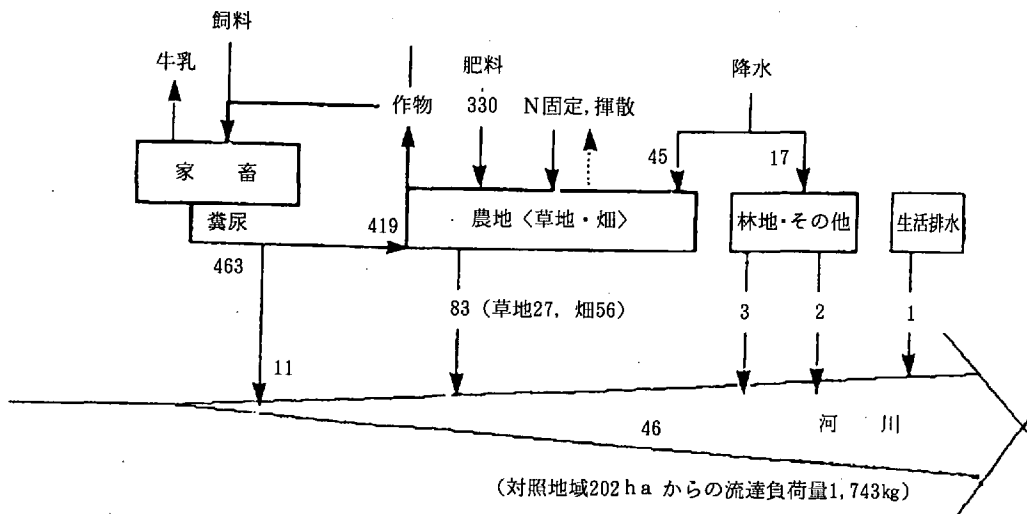 飼料
牛乳
肥料
降水
作物 330 N固定,揮散
家 畜
45 17
糞尿
419
農地〈草地・畑〉
林地・その他
生活排水
463
83(草地27, 畑56)
3 2 1
11
46
河 川
(対照地域202haからの流達負荷量1,743kg)